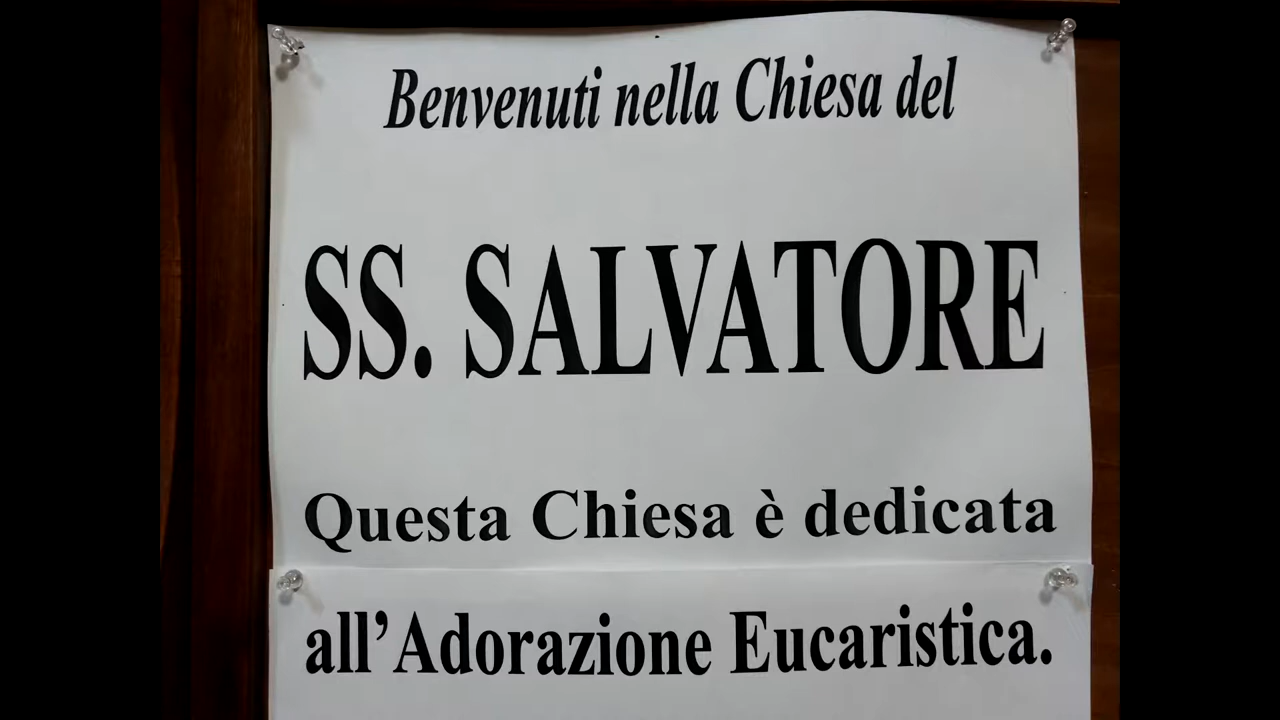 Benvenuti nella Chiesa del
SS. SALVATORE
Questa Chiesa è dedicata
all’Adorazione Eucaristica.